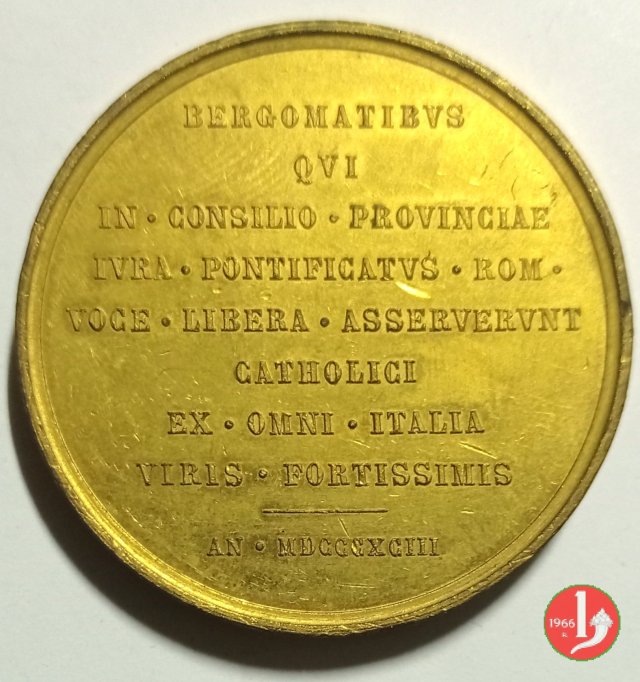 BERGOMATIBVS
QVI
IN · CONSILIO · PROVINCIAE
IVRA · PONTIFICATVS · ROM ·
VOCE · LIBERA · ASSERVERVNT
CATHOLICI
EX · OMNI · ITALIA
VIRIS · FORTISSIMIS
AN · MDCCCXCIII
1966